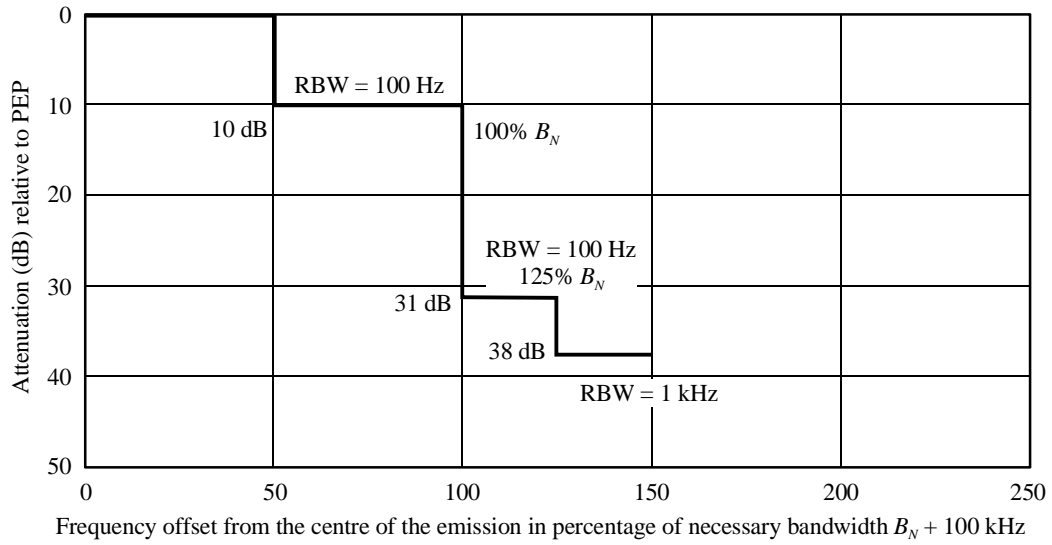 0
10
20
30
40
50
Attenuation (dB) relative to PEP
RBW = 100 Hz
10 dB
100% B_N
RBW = 100 Hz
125% B_N
31 dB
38 dB
RBW = 1 kHz
0 50 100 150 200 250
Frequency offset from the centre of the emission in percentage of necessary bandwidth B_N + 100 kHz